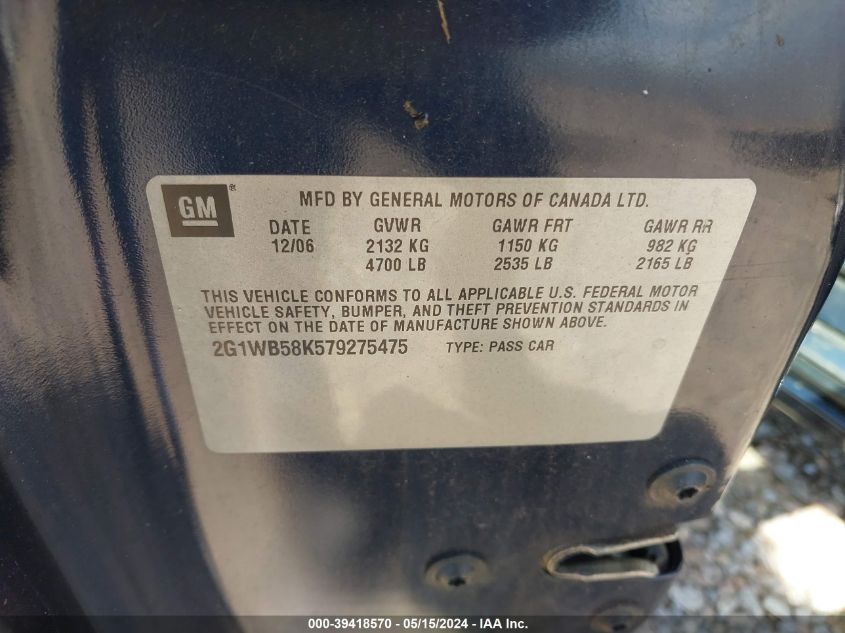 GM®
MFD BY GENERAL MOTORS OF CANADA LTD.
DATE GVWR GAWR FRT GAWR RR
12/06 2132 KG 1150 KG 982 KG
4700 LB 2535 LB 2165 LB
THIS VEHICLE CONFORMS TO ALL APPLICABLE U.S. FEDERAL MOTOR
VEHICLE SAFETY, BUMPER, AND THEFT PREVENTION STANDARDS IN
EFFECT ON THE DATE OF MANUFACTURE SHOWN ABOVE.
2G1WB58K579275475 TYPE: PASS CAR
000-39418570 - 05/15/2024 - IAA Inc.